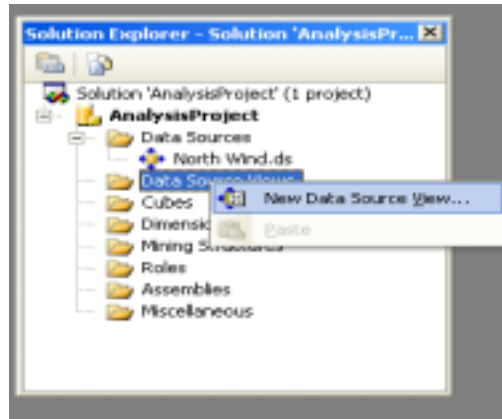 Solution Explorer - Solution 'AnalysisPr...
Solution 'AnalysisProject' (1 project)
AnalysisProject
Data Sources
North Wind.ds
Data Source Views
New Data Source View...
Cubes
Paste
Mining Structures
Roles
Assemblies
Miscellaneous